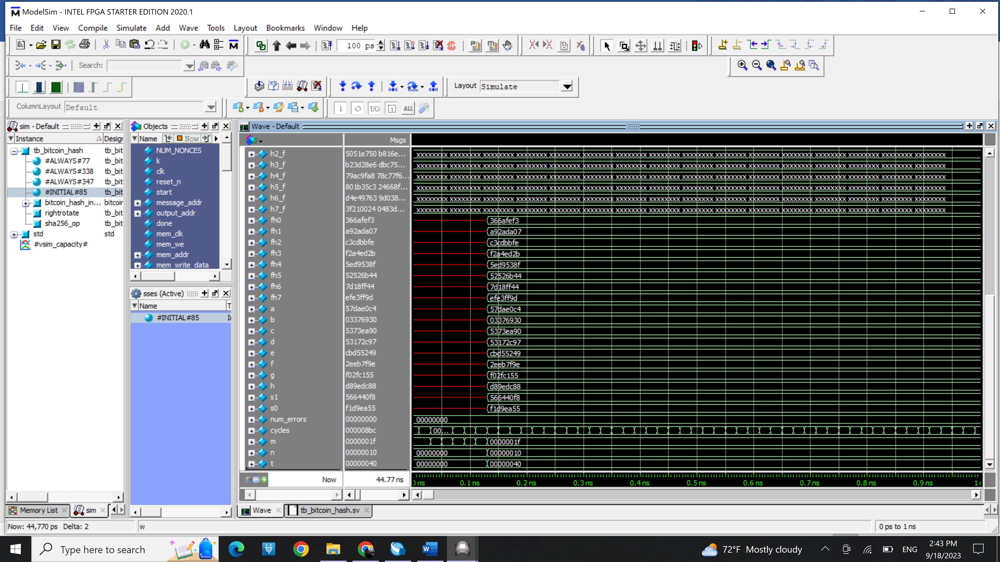 ModelSim - INTEL FPGA STARTER EDITION 2020.1
File Edit View Compile Simulate Add Wave Tools Layout Bookmarks Window Help
100 ps
Search:
Layout Simulate
ColumnLayout Default
I/O ALL
sim - Default
Instance Desigr
tb_bitcoin_hash tb_bit
#ALWAYS#77 tb_bit
#ALWAYS#338 tb_bit
#ALWAYS#347 tb_bit
#INITIAL#85 tb_bit
bitcoin_hash_in... bitcoir
rightrotate tb_bit
sha256_op tb_bit
std std
#vsim_capacity#
Memory List sim
Objects
Name Now
NUM_NONCES
k
clk
reset_n
start
message_addr
output_addr
done
mem_clk
mem_we
mem_addr
mem_write_data
sses (Active)
Name T
#INITIAL#85 I
Wave - Default
Msgs
h2_f 5051e750 b816e... xxxxxxxx xxxxxxxx xxxxxxxx xxxxxxxx xxxxxxxx xxxxxxxx xxxxxxxx xxxxxxxx xxxxxxxx xxxxxxxx xxxxxxxx xxxxxxxx xxxxxxxx xxxxxxxx xxxxxxxx xxxxxxxx
h3_f b23d28e6 dbc75... xxxxxxxx xxxxxxxx xxxxxxxx xxxxxxxx xxxxxxxx xxxxxxxx xxxxxxxx xxxxxxxx xxxxxxxx xxxxxxxx xxxxxxxx xxxxxxxx xxxxxxxx xxxxxxxx xxxxxxxx xxxxxxxx
h4_f 79ac9fa8 78c77f6... xxxxxxxx xxxxxxxx xxxxxxxx xxxxxxxx xxxxxxxx xxxxxxxx xxxxxxxx xxxxxxxx xxxxxxxx xxxxxxxx xxxxxxxx xxxxxxxx xxxxxxxx xxxxxxxx xxxxxxxx xxxxxxxx
h5_f 801b35c3 24668f... xxxxxxxx xxxxxxxx xxxxxxxx xxxxxxxx xxxxxxxx xxxxxxxx xxxxxxxx xxxxxxxx xxxxxxxx xxxxxxxx xxxxxxxx xxxxxxxx xxxxxxxx xxxxxxxx xxxxxxxx xxxxxxxx
h6_f d4e49763 9d038... xxxxxxxx xxxxxxxx xxxxxxxx xxxxxxxx xxxxxxxx xxxxxxxx xxxxxxxx xxxxxxxx xxxxxxxx xxxxxxxx xxxxxxxx xxxxxxxx xxxxxxxx xxxxxxxx xxxxxxxx xxxxxxxx
h7_f 3f210024 0483d... xxxxxxxx xxxxxxxx xxxxxxxx xxxxxxxx xxxxxxxx xxxxxxxx xxxxxxxx xxxxxxxx xxxxxxxx xxxxxxxx xxxxxxxx xxxxxxxx xxxxxxxx xxxxxxxx xxxxxxxx xxxxxxxx
fh0 366afef3 366afef3
fh1 a92ada07 a92ada07
fh2 c3cdbbfe c3cdbbfe
fh3 f2a4ed2b f2a4ed2b
fh4 5ed9538f 5ed9538f
fh5 52526b44 52526b44
fh6 7d18ff44 7d18ff44
fh7 efe3ff9d efe3ff9d
a 57dae0c4 57dae0c4
b 03376930 03376930
c 5373ea90 5373ea90
d 53172c97 53172c97
e cbd55249 cbd55249
f 2eeb7f9e 2eeb7f9e
g f02fc155 f02fc155
h d89edc88 d89edc88
s1 566440f8 566440f8
s0 f1d9ea55 f1d9ea55
num_errors 00000000 00000000
cycles 000008bc 00...
m 0000001f 0000001f
n 00000010 00000000 00000010
t 00000040 00000000 00000040
Now 44.77 ns ns 0.1 ns 0.2 ns 0.3 ns 0.4 ns 0.5 ns 0.6 ns 0.7 ns 0.8 ns 0.9 ns 1
Wave tb_bitcoin_hash.sv
Now: 44,770 ps Delta: 2 w 0 ps to 1 ns
Type here to search
72°F Mostly cloudy ENG
2:43 PM
9/18/2023